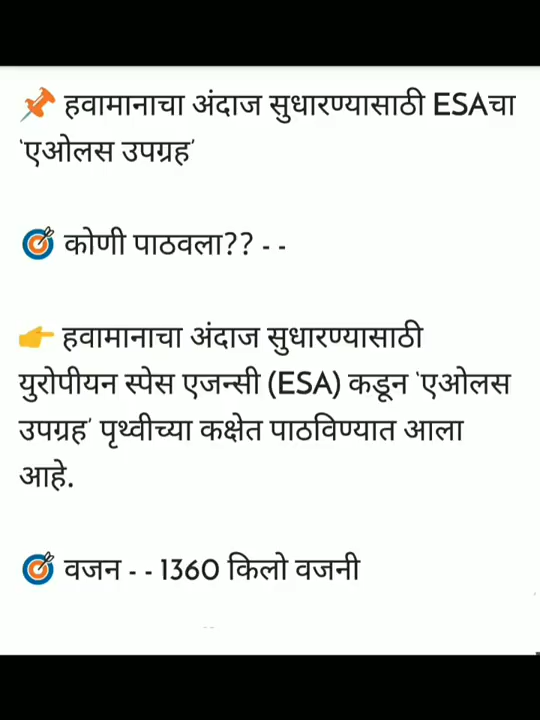 📌 हवामानाचा अंदाज सुधारण्यासाठी ESAचा
'एओलस उपग्रह'
🎯 कोणी पाठवला?? - -
👉 हवामानाचा अंदाज सुधारण्यासाठी
युरोपीयन स्पेस एजन्सी (ESA) कडून 'एओलस
उपग्रह' पृथ्वीच्या कक्षेत पाठविण्यात आला
आहे.
🎯 वजन - - 1360 किलो वजनी